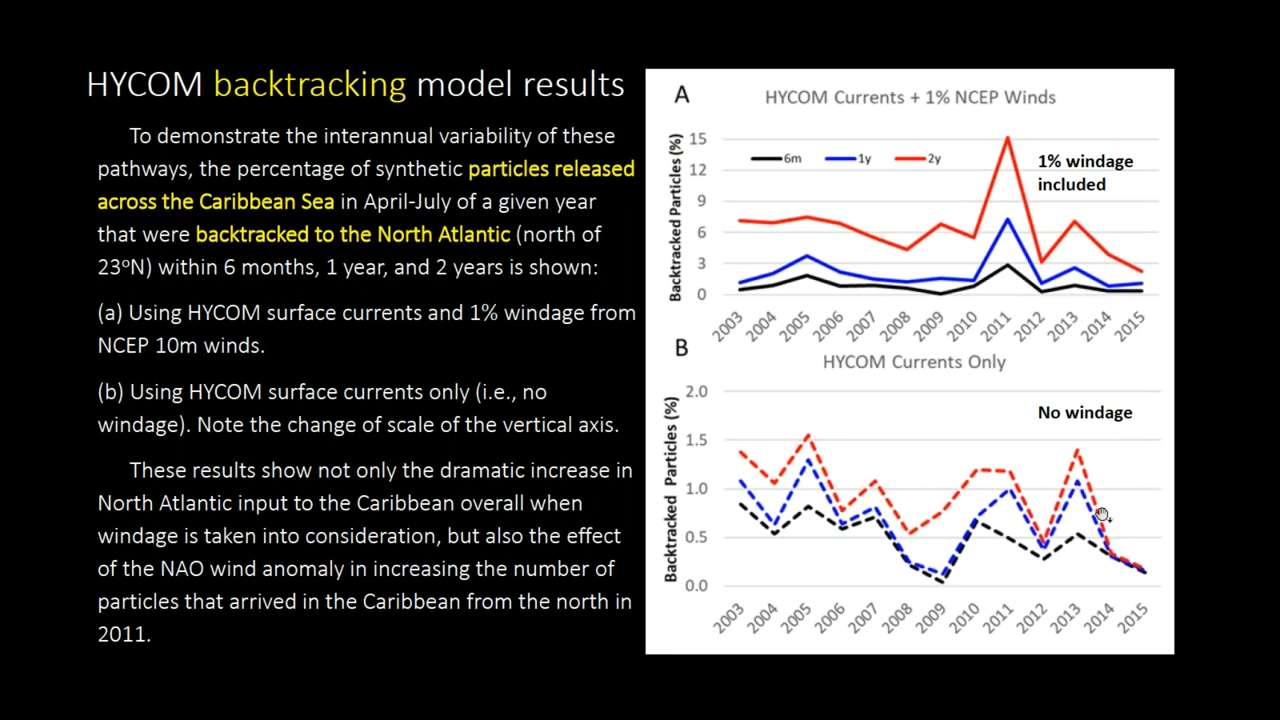 HYCOM backtracking model results
To demonstrate the interannual variability of these
pathways, the percentage of synthetic particles released
across the Caribbean Sea in April-July of a given year
that were backtracked to the North Atlantic (north of
23ºN) within 6 months, 1 year, and 2 years is shown:
(a) Using HYCOM surface currents and 1% windage from
NCEP 10m winds.
(b) Using HYCOM surface currents only (i.e., no
windage). Note the change of scale of the vertical axis.
These results show not only the dramatic increase in
North Atlantic input to the Caribbean overall when
windage is taken into consideration, but also the effect
of the NAO wind anomaly in increasing the number of
particles that arrived in the Caribbean from the north in
2011.
A
HYCOM Currents + 1% NCEP Winds
Backtracked Particles (%)
15
12
9
6
3
0
6m 1y 2y
1% windage
included
2003 2004 2005 2006 2007 2008 2009 2010 2011 2012 2013 2014 2015
B
HYCOM Currents Only
Backtracked Particles (%)
2.0
1.5
1.0
0.5
0.0
No windage
2003 2004 2005 2006 2007 2008 2009 2010 2011 2012 2013 2014 2015